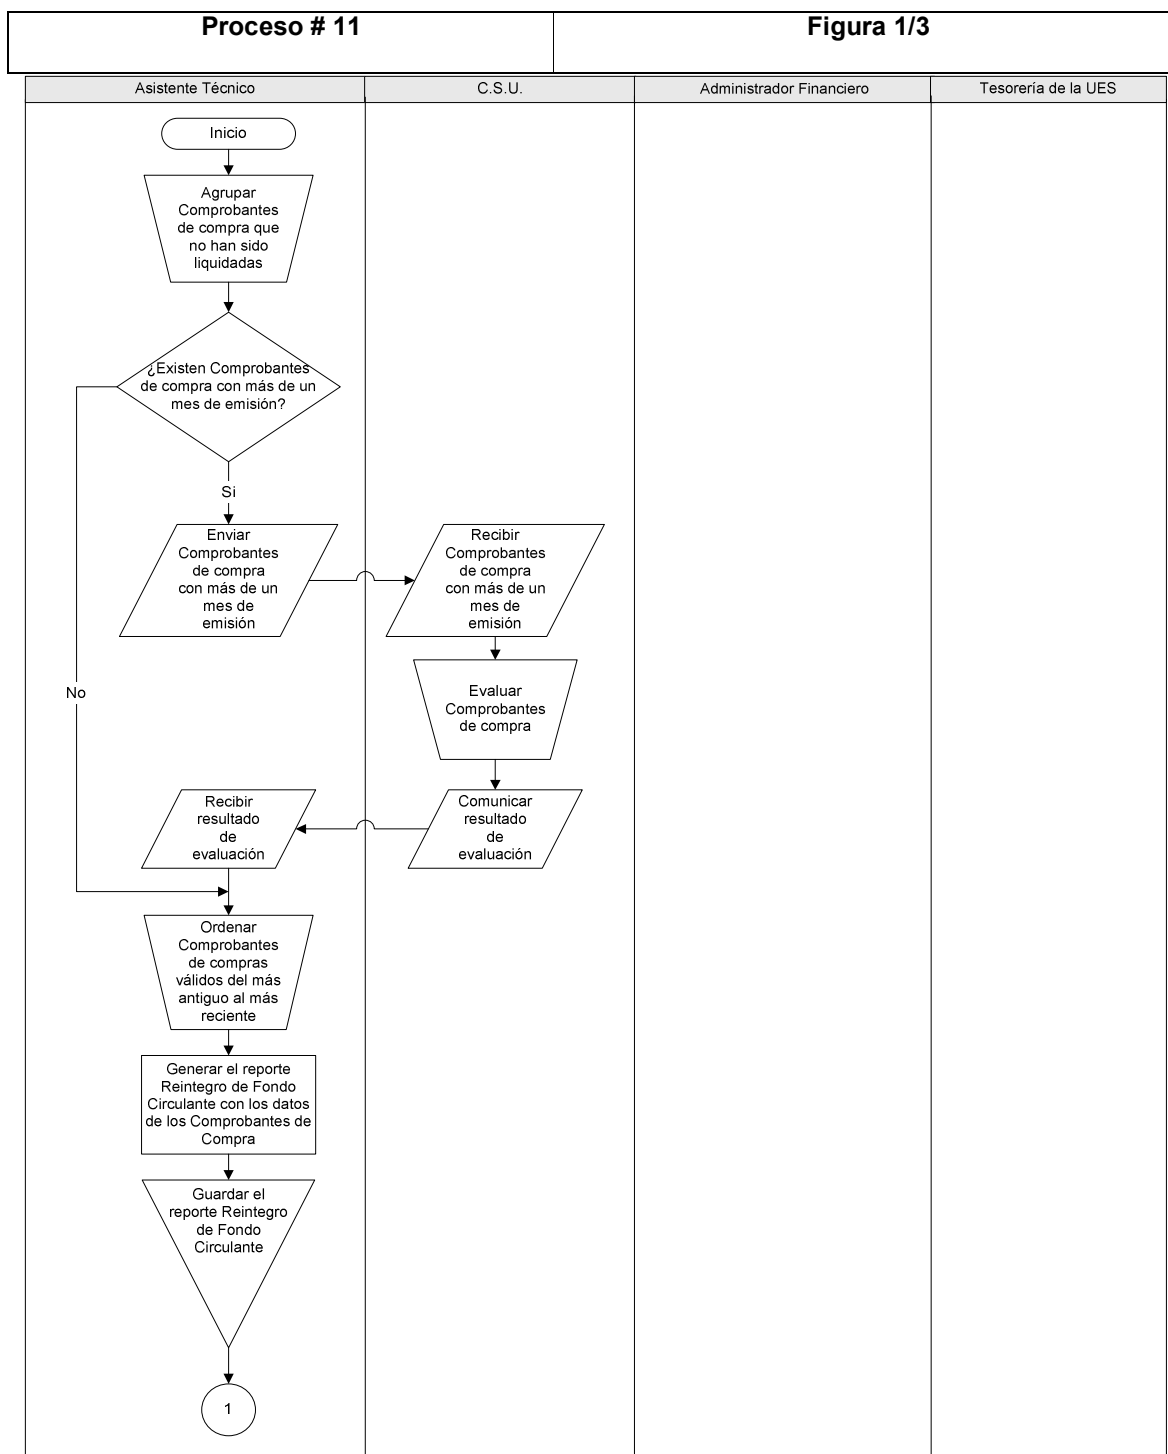 Proceso # 11
Figura 1/3
Asistente Técnico
C.S.U.
Administrador Financiero
Tesorería de la UES
Inicio
Agrupar
Comprobantes
de compra que
no han sido
liquidadas
¿Existen Comprobantes
de compra con más de un
mes de emisión?
Si
Enviar
Comprobantes
de compra
con más de un
mes de
emisión
Recibir
Comprobantes
de compra
con más de un
mes de
emisión
No
Evaluar
Comprobantes
de compra
Comunicar
resultado
de
evaluación
Recibir
resultado
de
evaluación
Ordenar
Comprobantes
de compras
válidos del más
antiguo al más
reciente
Generar el reporte
Reintegro de Fondo
Circulante con los datos
de los Comprobantes de
Compra
Guardar el
reporte Reintegro
de Fondo
Circulante
1